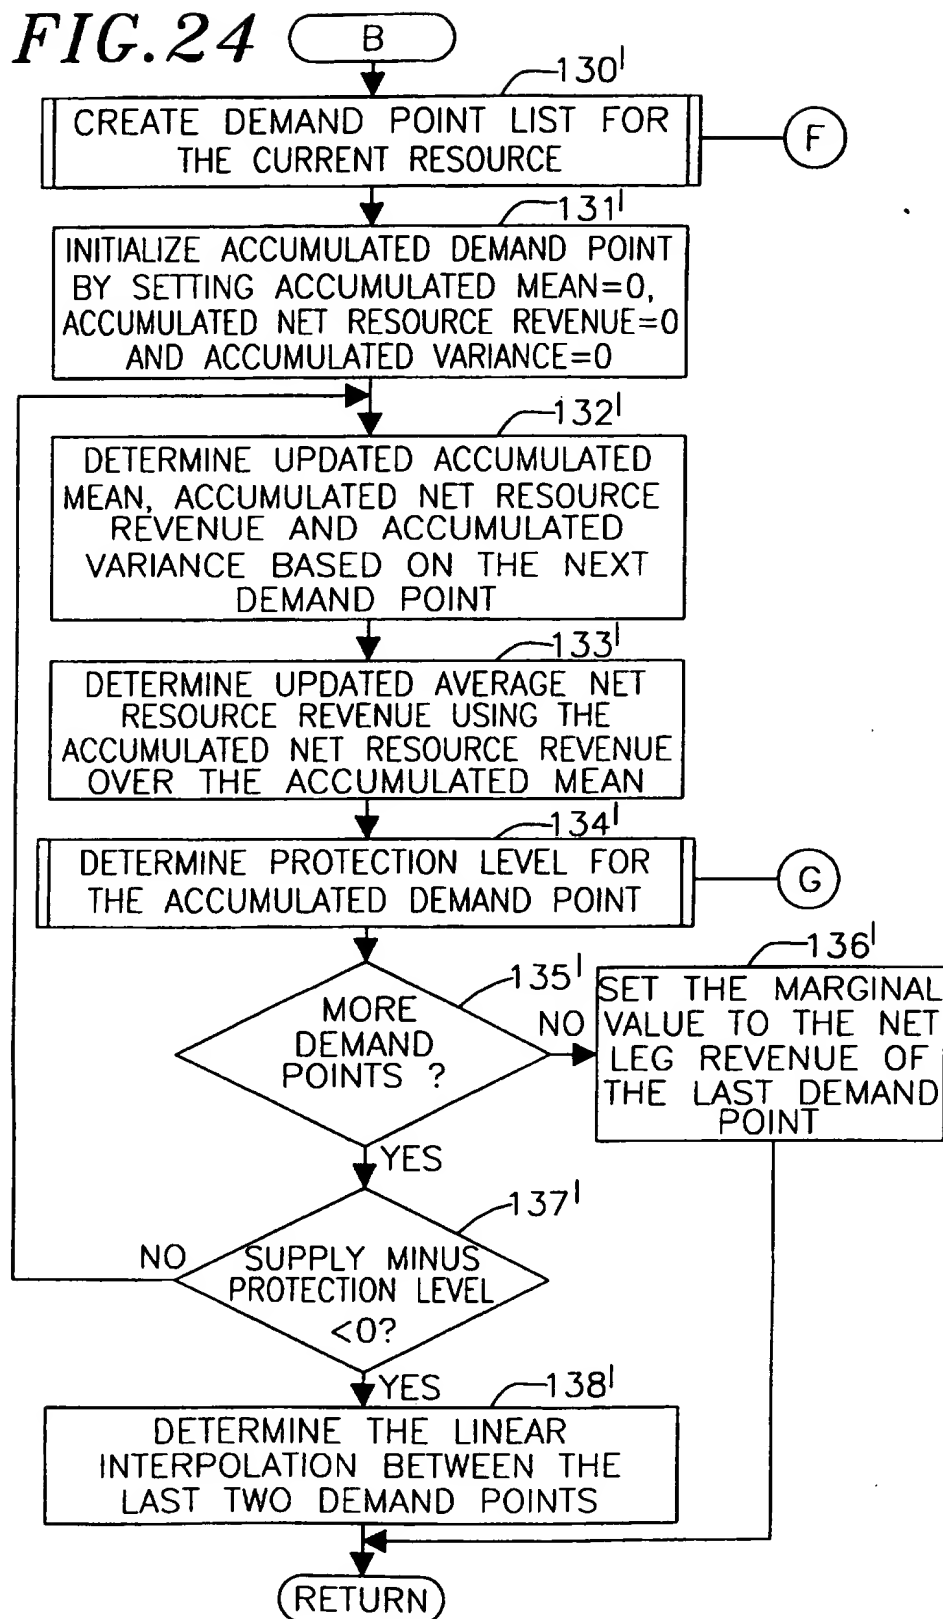 FIG.24
B
130'
CREATE DEMAND POINT LIST FOR
THE CURRENT RESOURCE
F
131'
INITIALIZE ACCUMULATED DEMAND POINT
BY SETTING ACCUMULATED MEAN=0,
ACCUMULATED NET RESOURCE REVENUE=0
AND ACCUMULATED VARIANCE=0
132'
DETERMINE UPDATED ACCUMULATED
MEAN, ACCUMULATED NET RESOURCE
REVENUE AND ACCUMULATED
VARIANCE BASED ON THE NEXT
DEMAND POINT
133'
DETERMINE UPDATED AVERAGE NET
RESOURCE REVENUE USING THE
ACCUMULATED NET RESOURCE REVENUE
OVER THE ACCUMULATED MEAN
134'
DETERMINE PROTECTION LEVEL FOR
THE ACCUMULATED DEMAND POINT
G
135'
MORE
DEMAND
POINTS ?
NO
136'
SET THE MARGINAL
VALUE TO THE NET
LEG REVENUE OF
THE LAST DEMAND
POINT
YES
137'
NO
SUPPLY MINUS
PROTECTION LEVEL
<0?
YES
138'
DETERMINE THE LINEAR
INTERPOLATION BETWEEN THE
LAST TWO DEMAND POINTS
RETURN